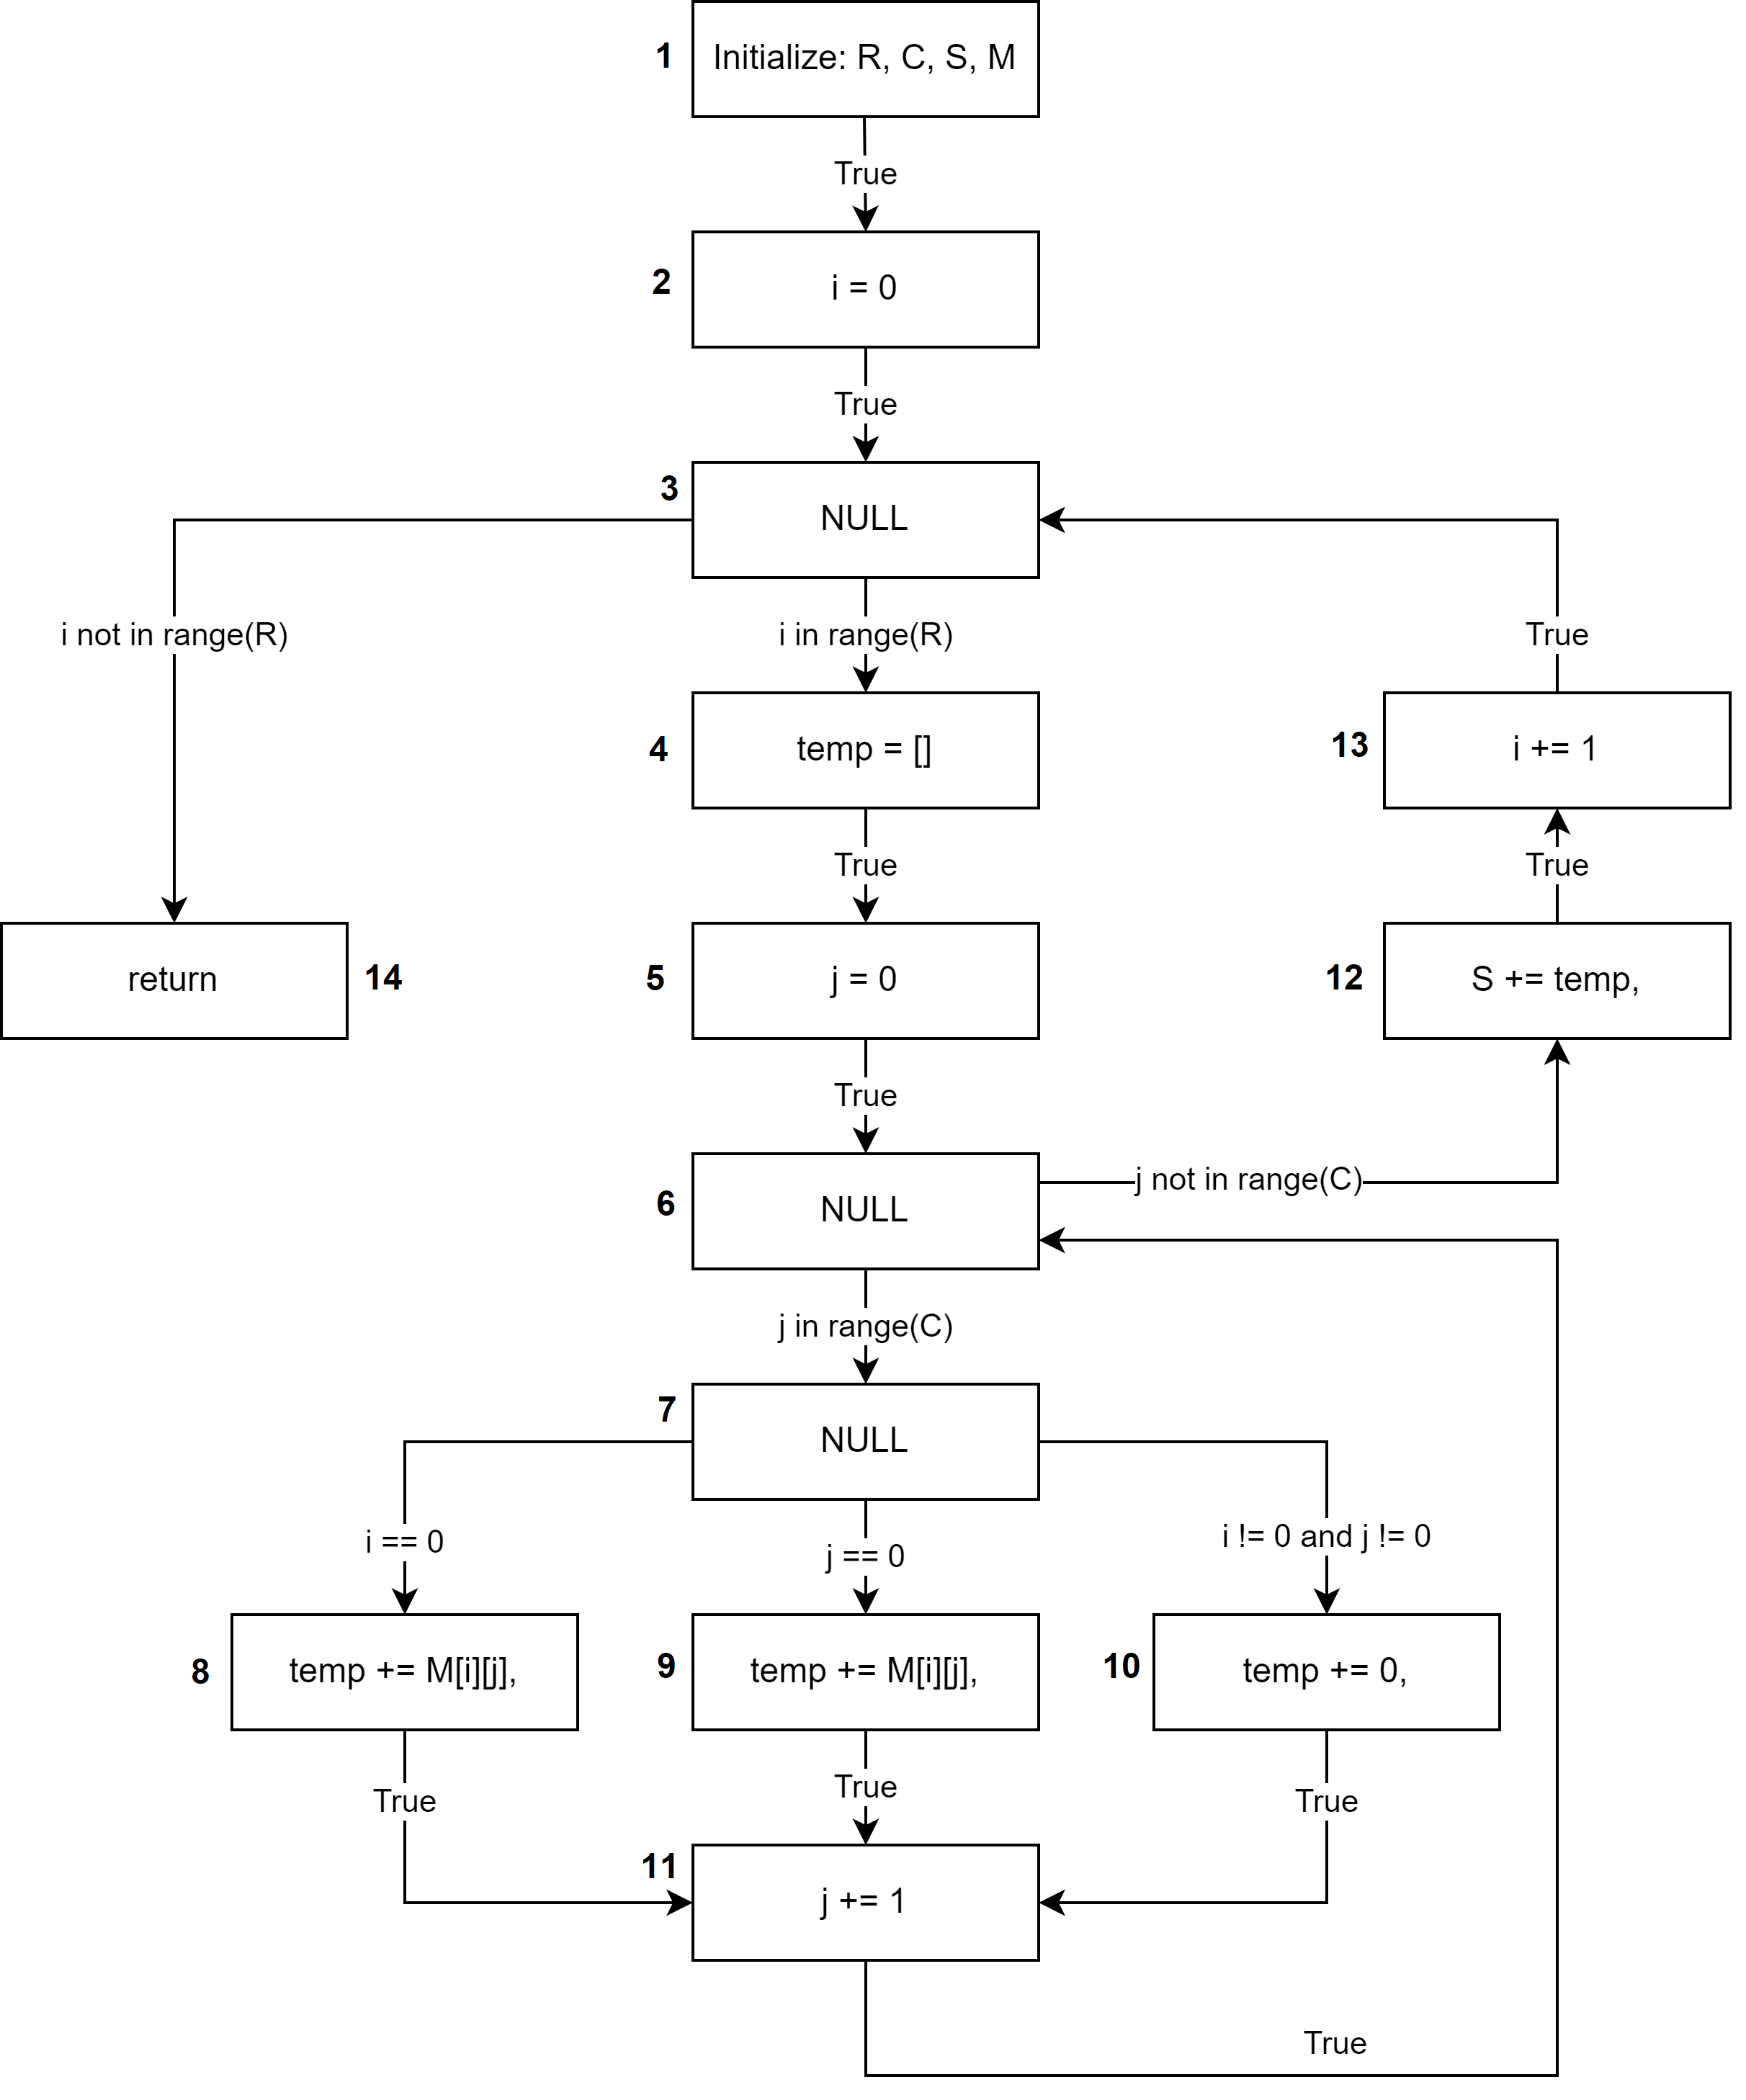 1
Initialize: R, C, S, M
True
2
i = 0
True
3
NULL
i not in range(R)
i in range(R)
True
4
temp = []
13
i += 1
True
True
return
14
5
j = 0
12
S += temp,
True
6
NULL
j not in range(C)
j in range(C)
7
NULL
i == 0
j == 0
i != 0 and j != 0
8
temp += M[i][j],
9
temp += M[i][j],
10
temp += 0,
True
True
True
11
j += 1
True